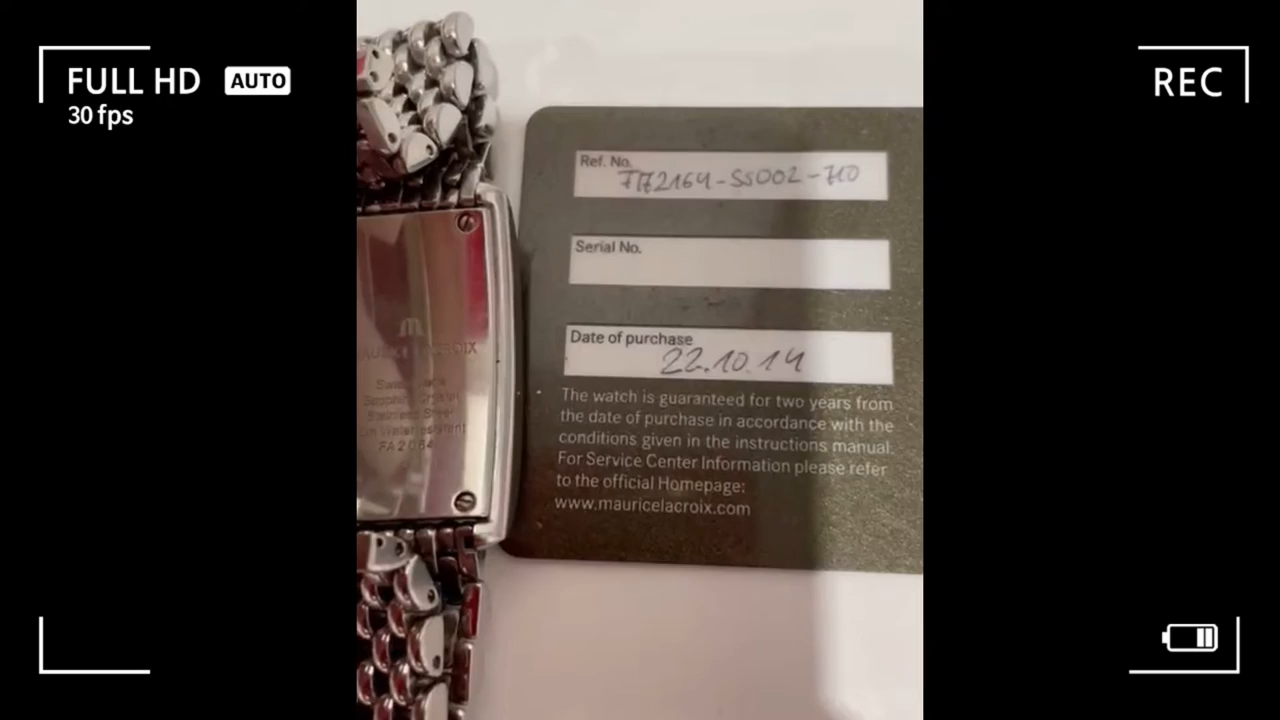 FULL HD AUTO
30 fps
REC
Ref. No.
Serial No.
Date of purchase
22.10.14
The watch is guaranteed for two years from
the date of purchase in accordance with the
conditions given in the instructions manual.
For Service Center Information please refer
to the official Homepage:
www.mauricelacroix.com
FA2064